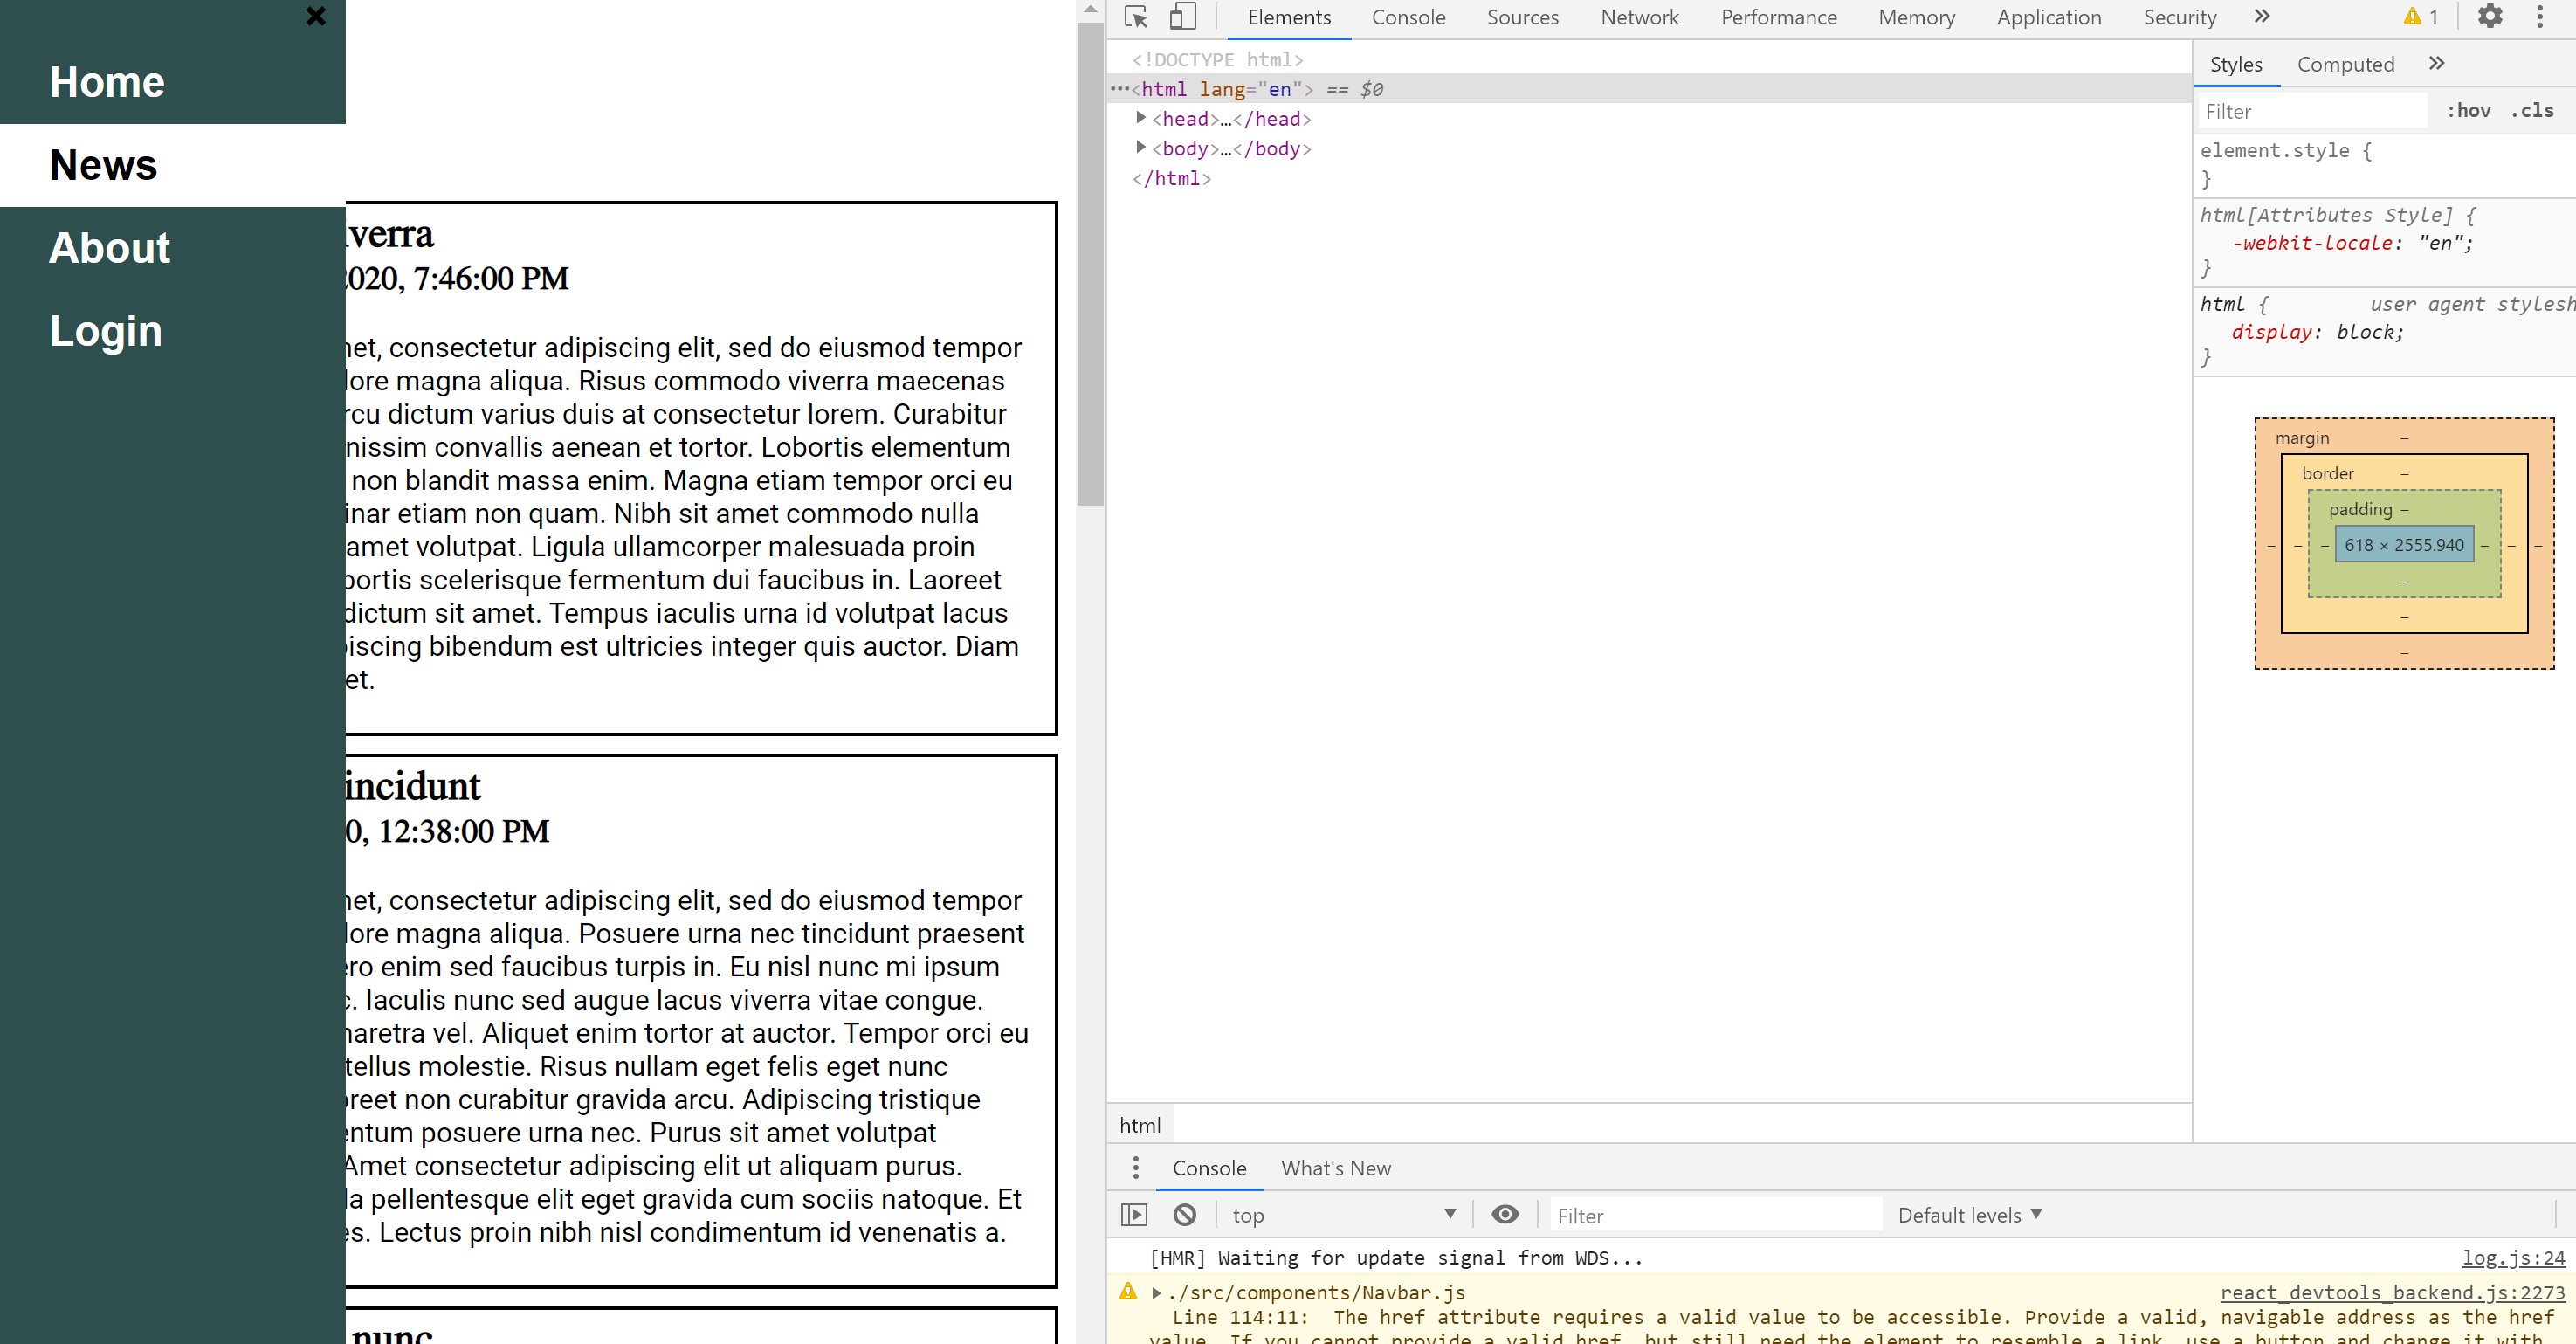 ✖
Home
News
About
Login
verra
2020, 7:46:00 PM
net, consectetur adipiscing elit, sed do eiusmod tempor
lore magna aliqua. Risus commodo viverra maecenas
rcu dictum varius duis at consectetur lorem. Curabitur
nissim convallis aenean et tortor. Lobortis elementum
non blandit massa enim. Magna etiam tempor orci eu
inar etiam non quam. Nibh sit amet commodo nulla
amet volutpat. Ligula ullamcorper malesuada proin
bortis scelerisque fermentum dui faucibus in. Laoreet
dictum sit amet. Tempus iaculis urna id volutpat lacus
piscing bibendum est ultricies integer quis auctor. Diam
et.
incidunt
0, 12:38:00 PM
net, consectetur adipiscing elit, sed do eiusmod tempor
lore magna aliqua. Posuere urna nec tincidunt praesent
ero enim sed faucibus turpis in. Eu nisl nunc mi ipsum
c. Iaculis nunc sed augue lacus viverra vitae congue.
haretra vel. Aliquet enim tortor at auctor. Tempor orci eu
tellus molestie. Risus nullam eget felis eget nunc
oreet non curabitur gravida arcu. Adipiscing tristique
entum posuere urna nec. Purus sit amet volutpat
Amet consectetur adipiscing elit ut aliquam purus.
la pellentesque elit eget gravida cum sociis natoque. Et
es. Lectus proin nibh nisl condimentum id venenatis a.
nunc
Elements Console Sources Network Performance Memory Application Security » 1
<!DOCTYPE html>
…<html lang="en"> == $0
<head>…</head>
<body>…</body>
</html>
html
Styles Computed »
Filter :hov .cls
element.style {
}
html[Attributes Style] {
-webkit-locale: "en";
}
html { user agent stylesh
display: block;
}
margin –
border –
padding –
– – – 618 × 2555.940 – – –
–
–
–
Console What's New
top Filter Default levels
[HMR] Waiting for update signal from WDS... log.js:24
./src/components/Navbar.js react_devtools_backend.js:2273
Line 114:11: The href attribute requires a valid value to be accessible. Provide a valid, navigable address as the href
value. If you cannot provide a valid href, but still need the element to resemble a link, use a button and change it with